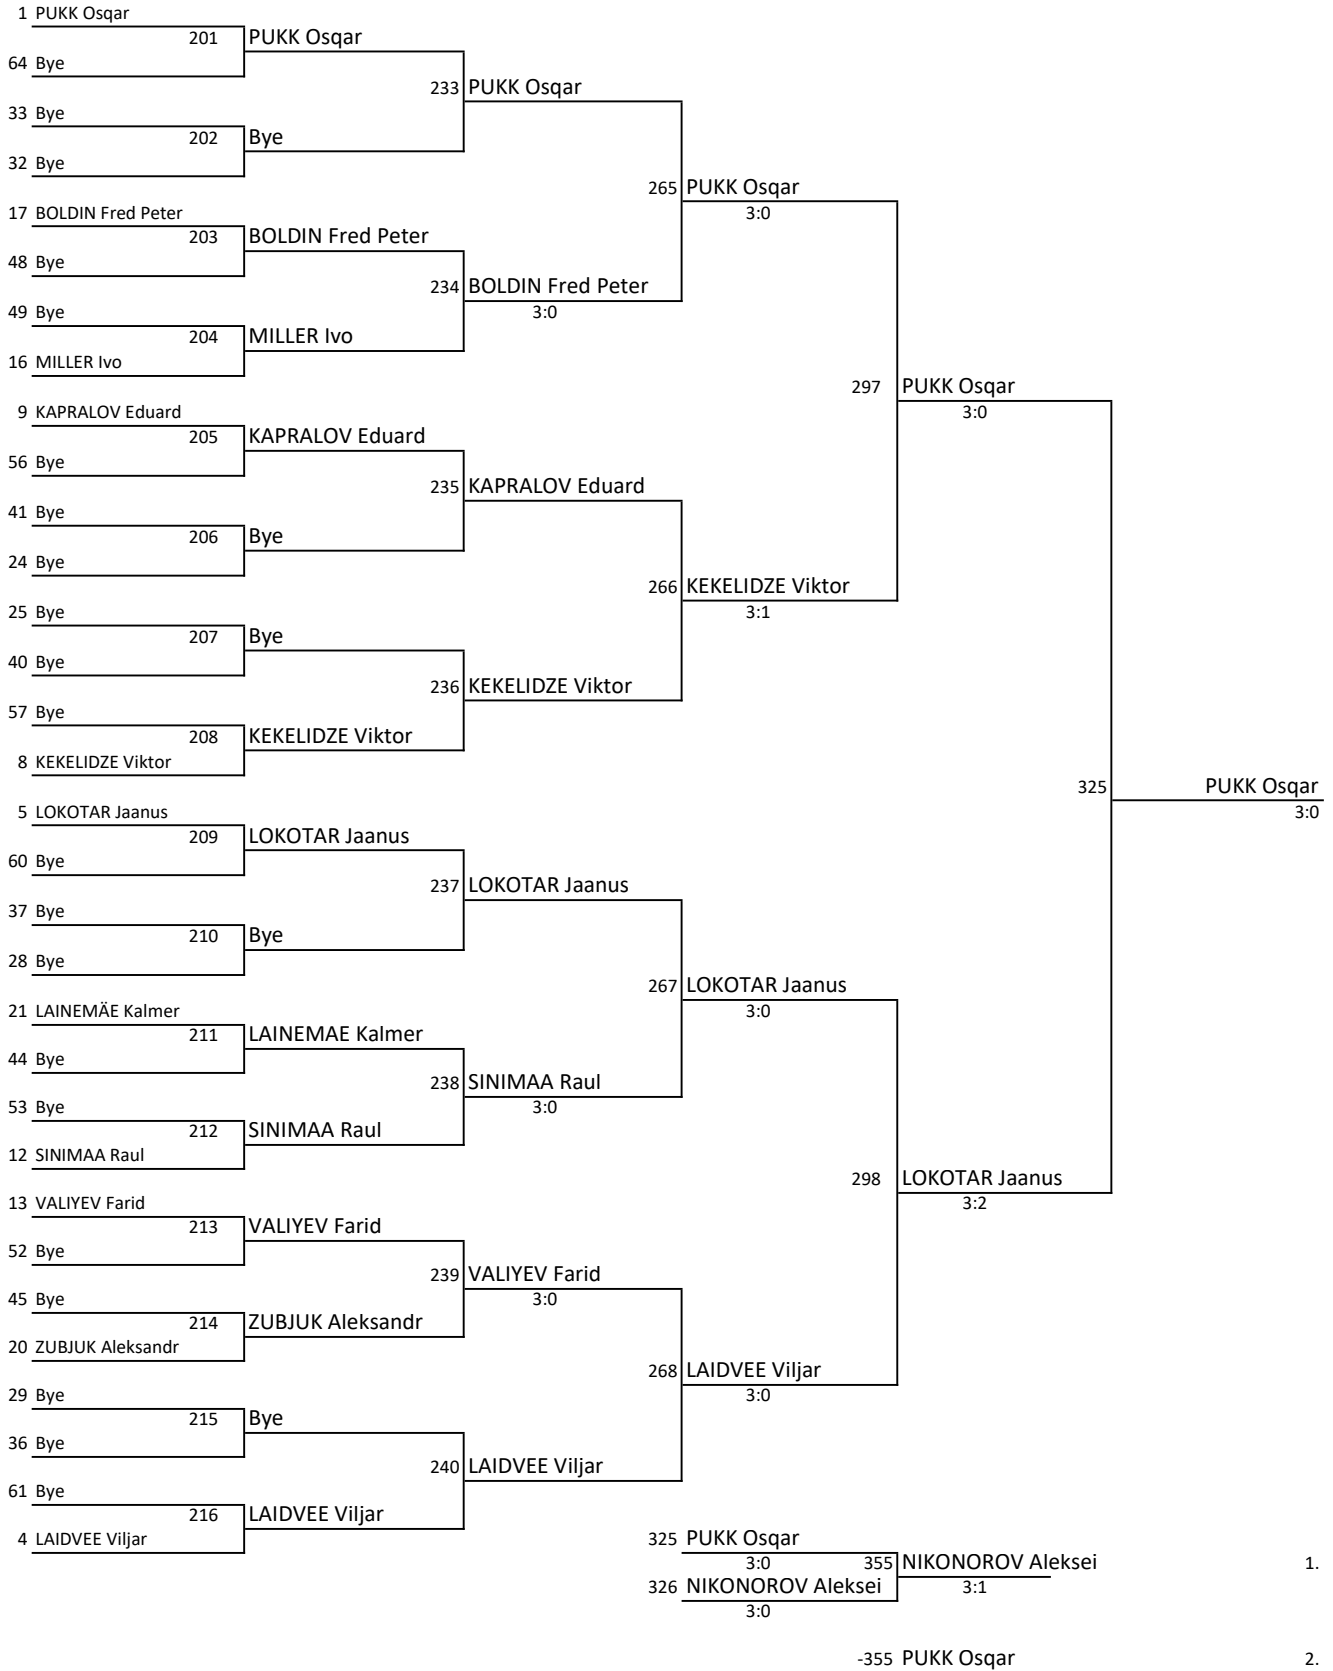 1 PUKK Osqar
201 PUKK Osqar
64 Bye
233 PUKK Osqar
33 Bye
202 Bye
32 Bye
265 PUKK Osqar
3:0
17 BOLDIN Fred Peter
203 BOLDIN Fred Peter
48 Bye
234 BOLDIN Fred Peter
3:0
49 Bye
204 MILLER Ivo
16 MILLER Ivo
297 PUKK Osqar
3:0
9 KAPRALOV Eduard
205 KAPRALOV Eduard
56 Bye
235 KAPRALOV Eduard
41 Bye
206 Bye
24 Bye
266 KEKELIDZE Viktor
3:1
25 Bye
207 Bye
40 Bye
236 KEKELIDZE Viktor
57 Bye
208 KEKELIDZE Viktor
8 KEKELIDZE Viktor
325 PUKK Osqar
3:0
5 LOKOTAR Jaanus
209 LOKOTAR Jaanus
60 Bye
237 LOKOTAR Jaanus
37 Bye
210 Bye
28 Bye
267 LOKOTAR Jaanus
3:0
21 LAINEMÄE Kalmer
211 LAINEMAE Kalmer
44 Bye
238 SINIMAA Raul
3:0
53 Bye
212 SINIMAA Raul
12 SINIMAA Raul
298 LOKOTAR Jaanus
3:2
13 VALIYEV Farid
213 VALIYEV Farid
52 Bye
239 VALIYEV Farid
3:0
45 Bye
214 ZUBJUK Aleksandr
20 ZUBJUK Aleksandr
268 LAIDVEE Viljar
3:0
29 Bye
215 Bye
36 Bye
240 LAIDVEE Viljar
61 Bye
216 LAIDVEE Viljar
4 LAIDVEE Viljar
325 PUKK Osqar
3:0 355 NIKONOROV Aleksei 1.
326 NIKONOROV Aleksei 3:1
3:0
-355 PUKK Osqar 2.